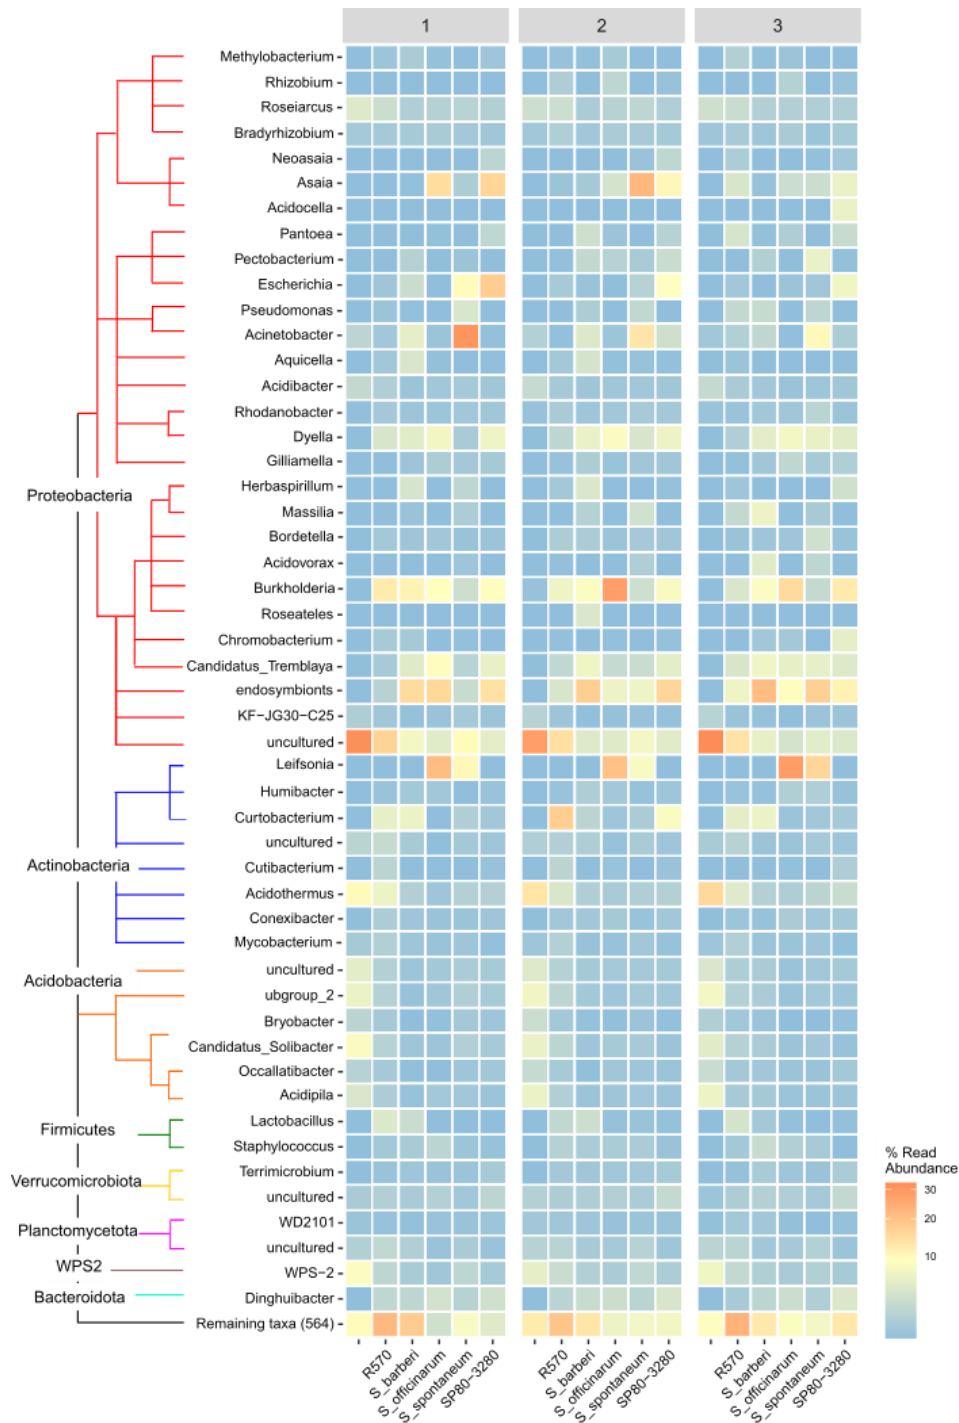 1 2 3
Methylobacterium
Rhizobium
Roseiarcus
Bradyrhizobium
Neoasaia
Asaia
Acidocella
Pantoea
Pectobacterium
Escherichia
Pseudomonas
Acinetobacter
Aquicella
Acidibacter
Rhodanobacter
Dyella
Gilliamella
Herbaspirillum
Proteobacteria
Massilia
Bordetella
Acidovorax
Burkholderia
Roseateles
Chromobacterium
Candidatus_Tremblaya
endosymbionts
KF-JG30-C25
uncultured
Leifsonia
Humibacter
Curtobacterium
uncultured
Actinobacteria
Cutibacterium
Acidothermus
Conexibacter
Mycobacterium
uncultured
Acidobacteria
ubgroup_2
Bryobacter
Candidatus_Solibacter
Occallatibacter
Acidipila
Lactobacillus
Firmicutes
Staphylococcus
Terrimicrobium
Verrucomicrobiota
uncultured
WD2101
Planctomycetota
uncultured
WPS2
WPS-2
Bacteroidota
Dinghuibacter
Remaining taxa (564)
% Read
Abundance
30
20
10
R570 S_barberi S_officinarum S_spontaneum SP80-3280
R570 S_barberi S_officinarum S_spontaneum SP80-3280
R570 S_barberi S_officinarum S_spontaneum SP80-3280